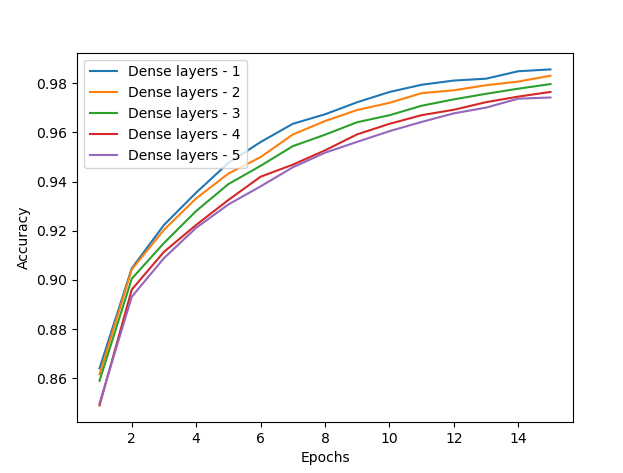 Dense layers - 1
Dense layers - 2
Dense layers - 3
Dense layers - 4
Dense layers - 5
0.98
0.96
0.94
0.92
0.90
0.88
0.86
Accuracy
2 4 6 8 10 12 14
Epochs